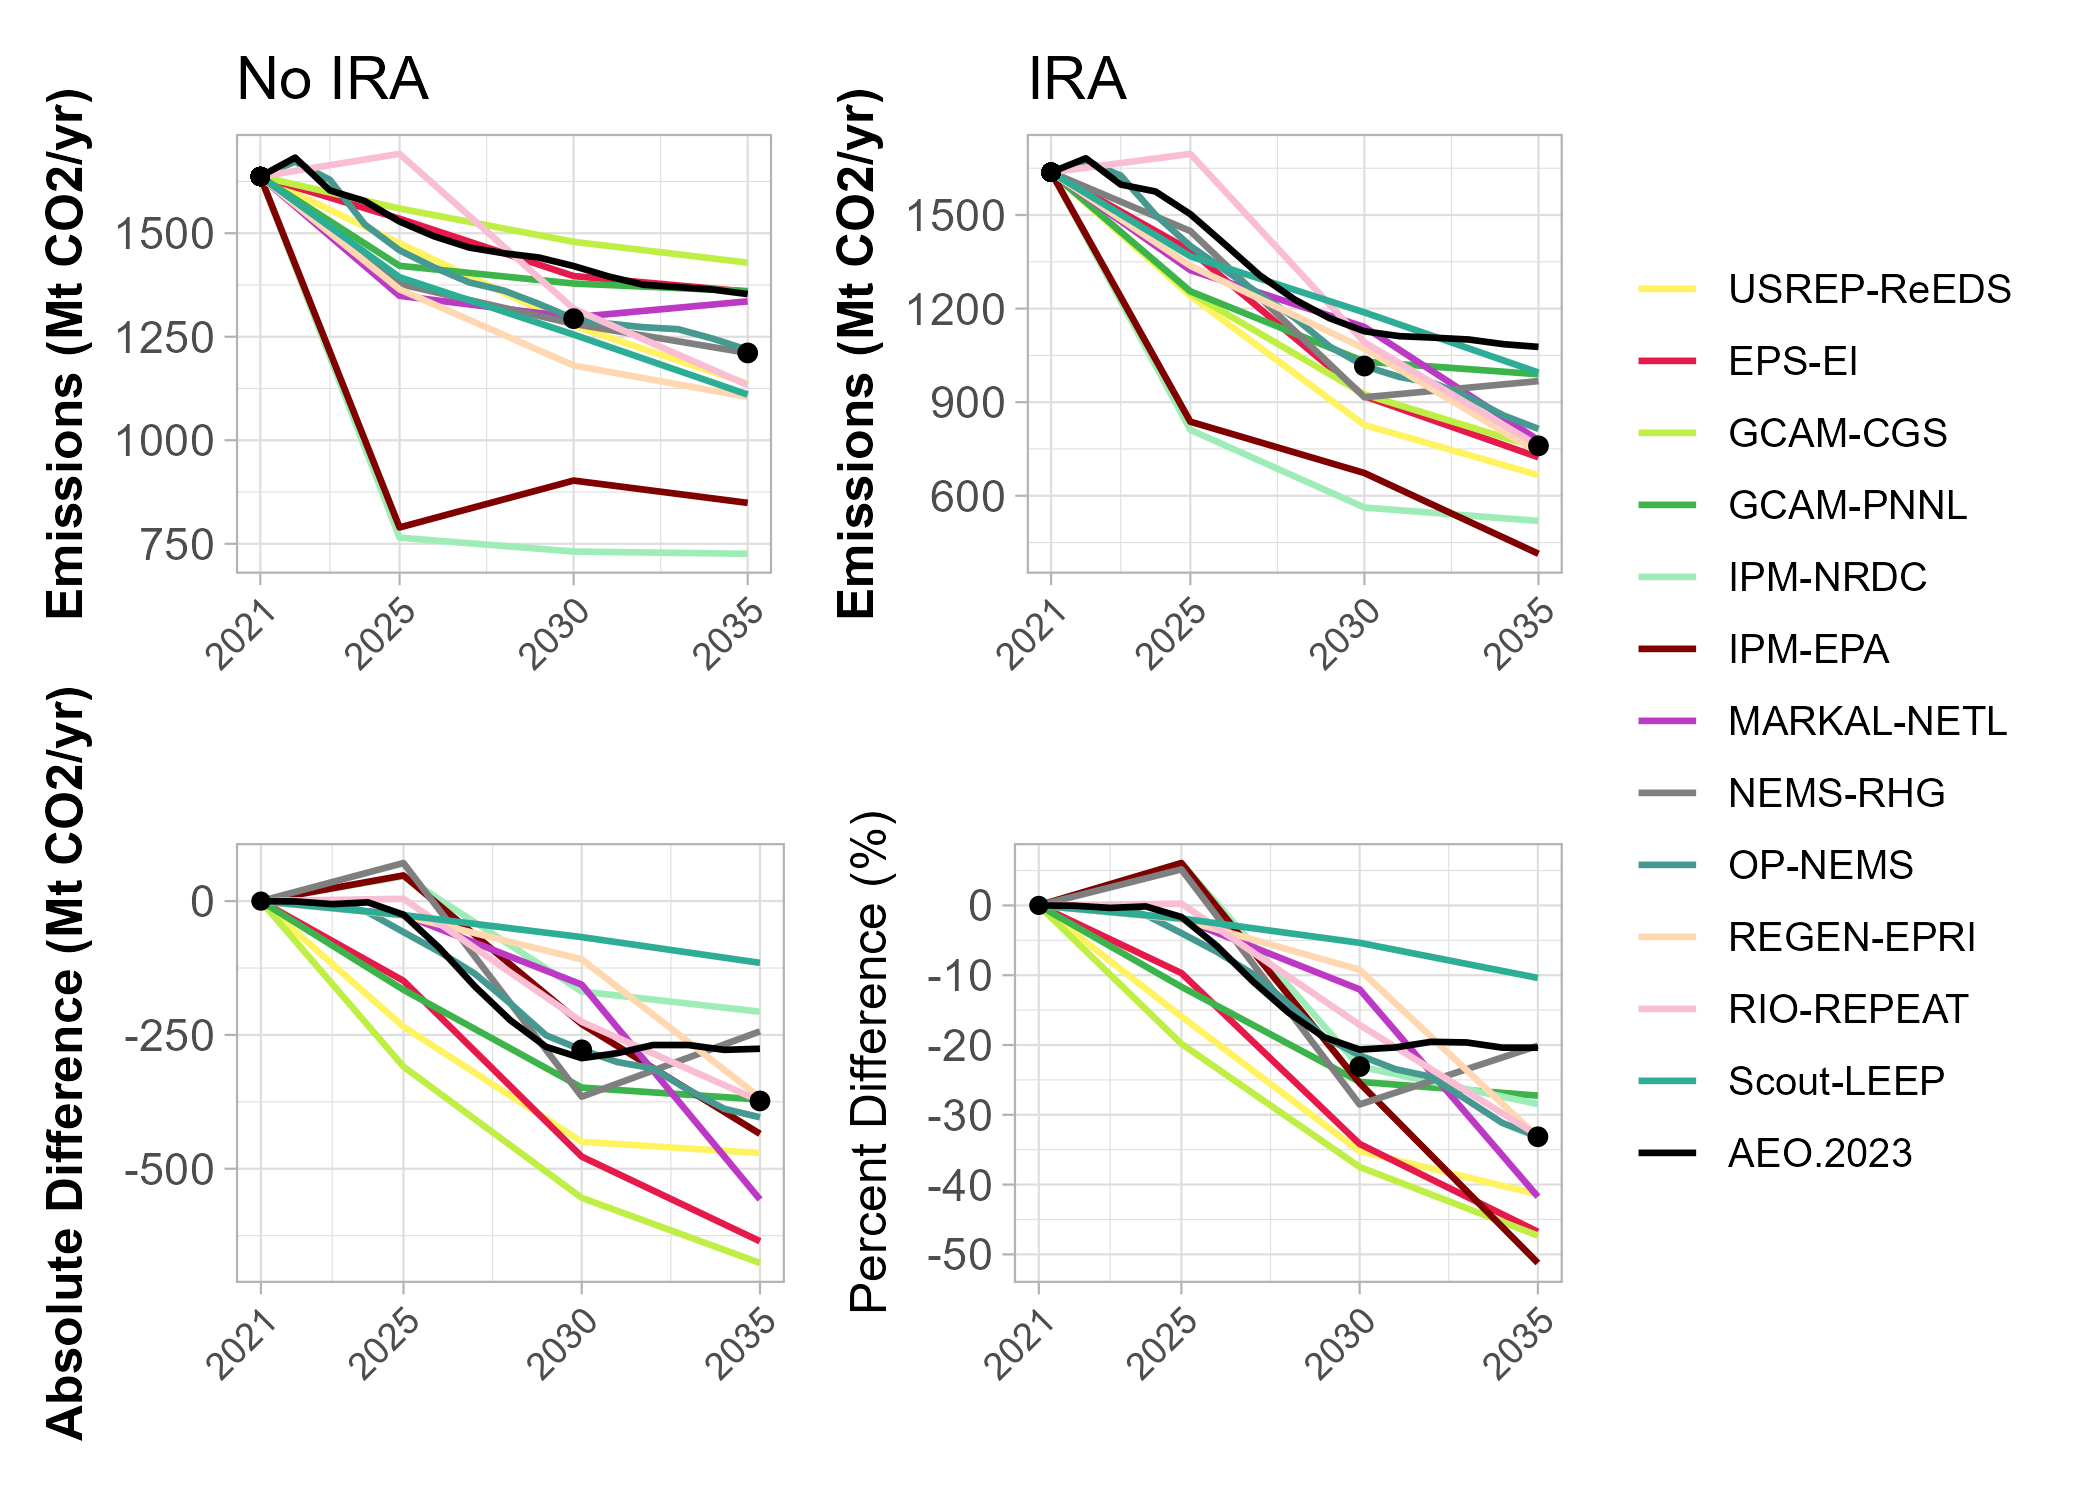 No IRA
Emissions (Mt CO2/yr)
1500
1250
1000
750
2021
2025
2030
2035
IRA
Emissions (Mt CO2/yr)
1500
1200
900
600
2021
2025
2030
2035
Absolute Difference (Mt CO2/yr)
0
-250
-500
2021
2025
2030
2035
Percent Difference (%)
0
-10
-20
-30
-40
-50
2021
2025
2030
2035
USREP-ReEDS
EPS-EI
GCAM-CGS
GCAM-PNNL
IPM-NRDC
IPM-EPA
MARKAL-NETL
NEMS-RHG
OP-NEMS
REGEN-EPRI
RIO-REPEAT
Scout-LEEP
AEO.2023